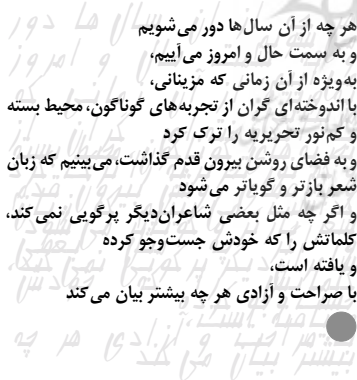 هر چه از آن سال‌ها دور می‌شویم
و به سمت حال و امروز می‌آییم،
به‌ویژه از آن زمانی که مزینانی،
با اندوخته‌ای گران از تجربه‌های گوناگون، محیط بسته
و کم‌نور تحریریه را ترک کرد
و به فضای روشن بیرون قدم گذاشت، می‌بینیم که زبان
شعر بازتر و گویاتر می‌شود
و اگر چه مثل بعضی شاعران‌دیگر پرگویی نمی‌کند،
کلماتش را که خودش جست‌وجو کرده
و یافته است،
با صراحت و آزادی هر چه بیشتر بیان می‌کند